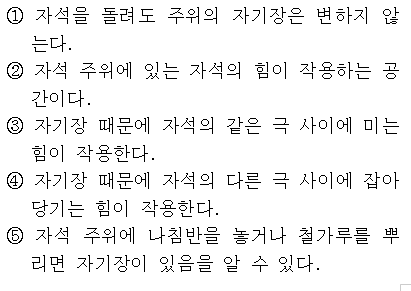 ① 자석을 돌려도 주위의 자기장은 변하지 않
는다.
② 자석 주위에 있는 자석의 힘이 작용하는 공
간이다.
③ 자기장 때문에 자석의 같은 극 사이에 미는
힘이 작용한다.
④ 자기장 때문에 자석의 다른 극 사이에 잡아
당기는 힘이 작용한다.
⑤ 자석 주위에 나침반을 놓거나 철가루를 뿌
리면 자기장이 있음을 알 수 있다.